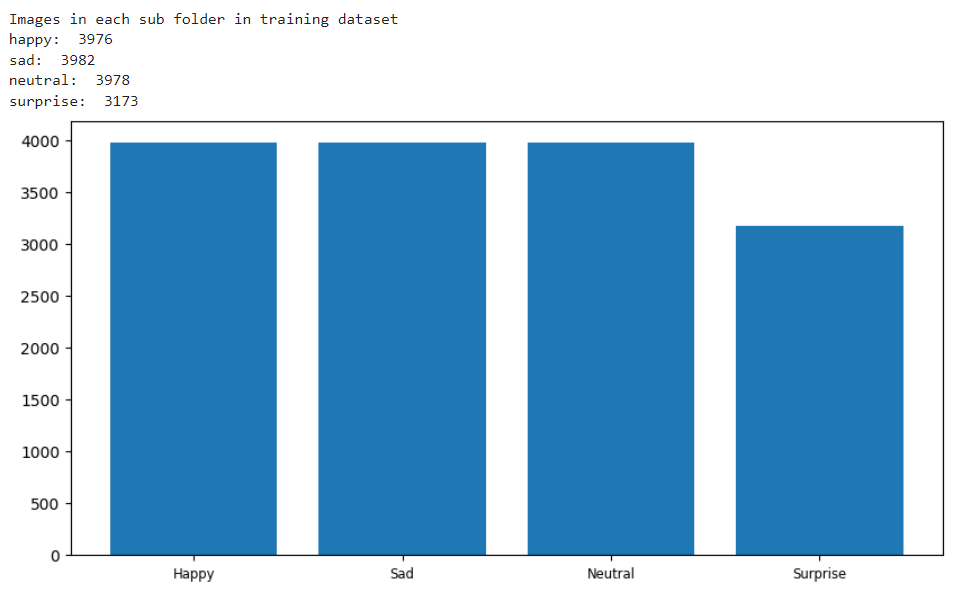 Images in each sub folder in training dataset
happy:  3976
sad:  3982
neutral:  3978
surprise:  3173
4000
3500
3000
2500
2000
1500
1000
500
0
Happy Sad Neutral Surprise